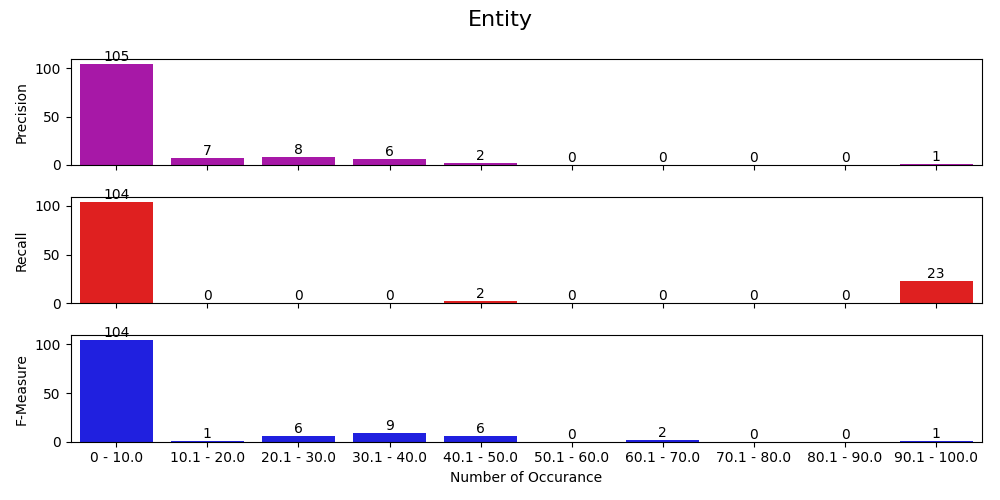 Entity
105
100
7
8
6
2
0
0
0
0
1
50
0
Precision
104
100
0
0
0
2
0
0
0
0
23
50
0
Recall
104
100
1
6
9
6
0
2
0
0
1
50
0
F-Measure
0 - 10.0
10.1 - 20.0
20.1 - 30.0
30.1 - 40.0
40.1 - 50.0
50.1 - 60.0
60.1 - 70.0
70.1 - 80.0
80.1 - 90.0
90.1 - 100.0
Number of Occurance